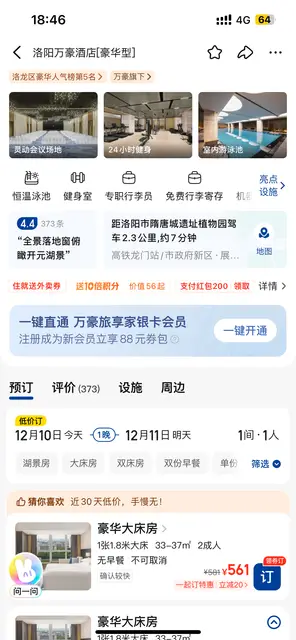 18:46
4G 64
洛阳万豪酒店[豪华型]
洛龙区豪华人气榜第5名 >
万豪旗下 >
灵动会议场地
24小时健身
室内游泳池
恒温泳池
健身室
专职行李员
免费行李寄存
亮点
设施 >
4.4 373条
“全景落地窗俯
瞰开元湖景”
距洛阳市隋唐城遗址植物园驾
车2.3公里,约7分钟
高铁龙门站/市政府新区 · 展...
地图
住就送外卖券
送10倍积分 价值56起
支付红包200 领取
详情 >
一键直通 万豪旅享家银卡会员
注册成为新会员立享88元券包
一键开通
预订
评价 (373)
设施
周边
低价订
12月10日 今天
1晚
12月11日 明天
1间 · 1人
湖景房
大床房
双床房
双份早餐
单份
筛选
猜你喜欢 近30天低价，手慢无！
豪华大床房 >
1张1.8米大床 33-37㎡ 2成人
无早餐 不可取消
确认较快
¥581 ¥561
一起订特惠 立减20 >
领券订
订
问一问
豪华大床房
1张1.8米大床 33-37㎡ 2成人